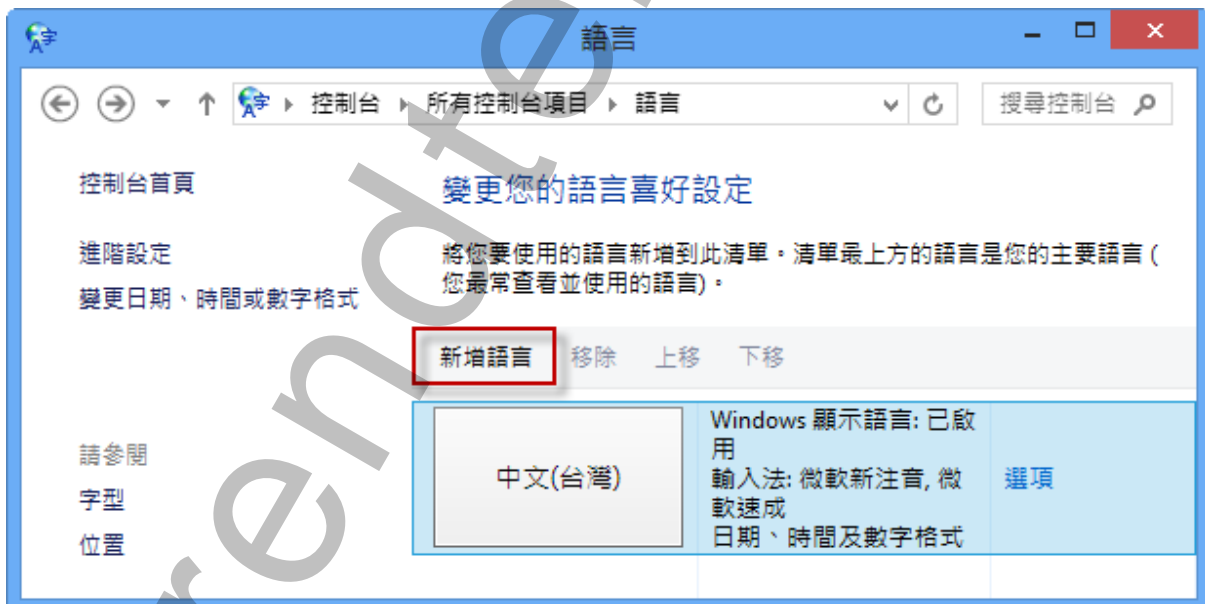 語言
控制台 ▸ 所有控制台項目 ▸ 語言
搜尋控制台
控制台首頁
進階設定
變更日期、時間或數字格式
請參閱
字型
位置
變更您的語言喜好設定
將您要使用的語言新增到此清單。清單最上方的語言是您的主要語言 (
您最常查看並使用的語言)。
新增語言 移除 上移 下移
中文(台灣)
Windows 顯示語言: 已啟
用
輸入法: 微軟新注音, 微
軟速成
日期、時間及數字格式
選項